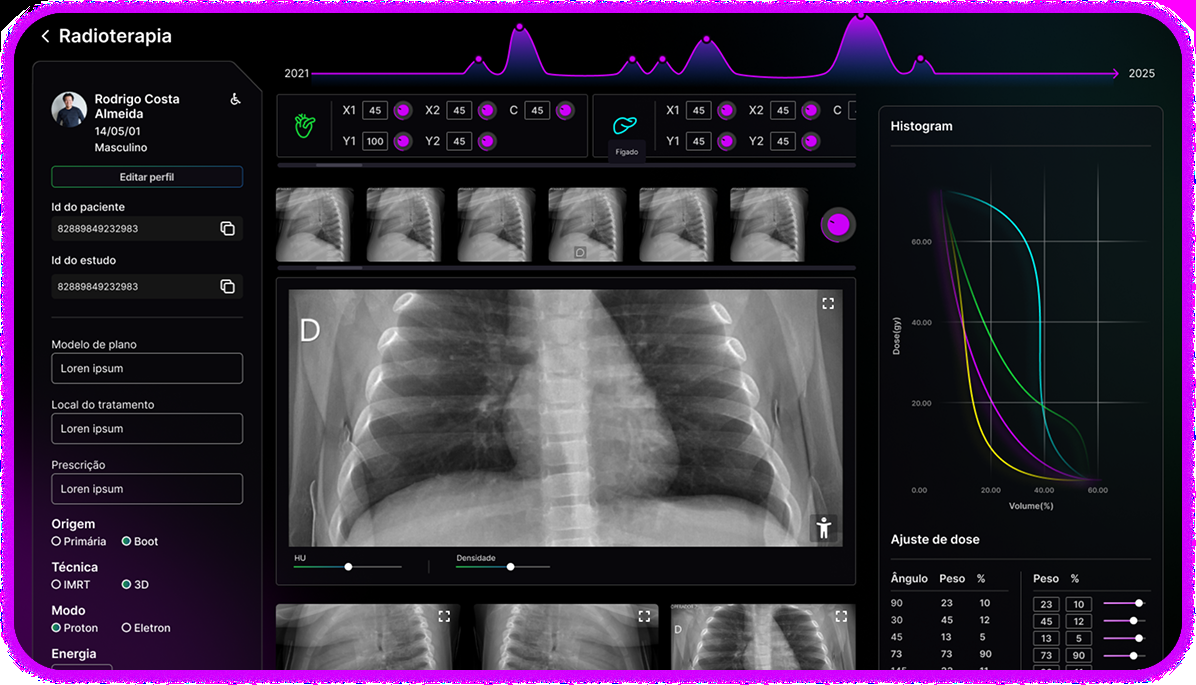 Radioterapia
2021
2025
Rodrigo Costa
Almeida
14/05/01
Masculino
Editar perfil
Id do paciente
82889849232983
Id do estudo
82889849232983
Modelo de plano
Loren ipsum
Local do tratamento
Loren ipsum
Prescrição
Loren ipsum
Origem
Primária Boot
Técnica
IMRT 3D
Modo
Proton Eletron
Energia
X1 45 X2 45 C 45
Y1 100 Y2 45
Fígado
X1 45 X2 45 C
Y1 45 Y2 45
D
D
HU
Densidade
D
Histogram
60.00
40.00
20.00
0.00 20.00 40.00 60.00
Dose(gy)
Volume(%)
Ajuste de dose
Ângulo Peso % Peso %
90 23 10 23 10
30 45 12 45 12
45 13 5 13 5
73 73 90 73 90